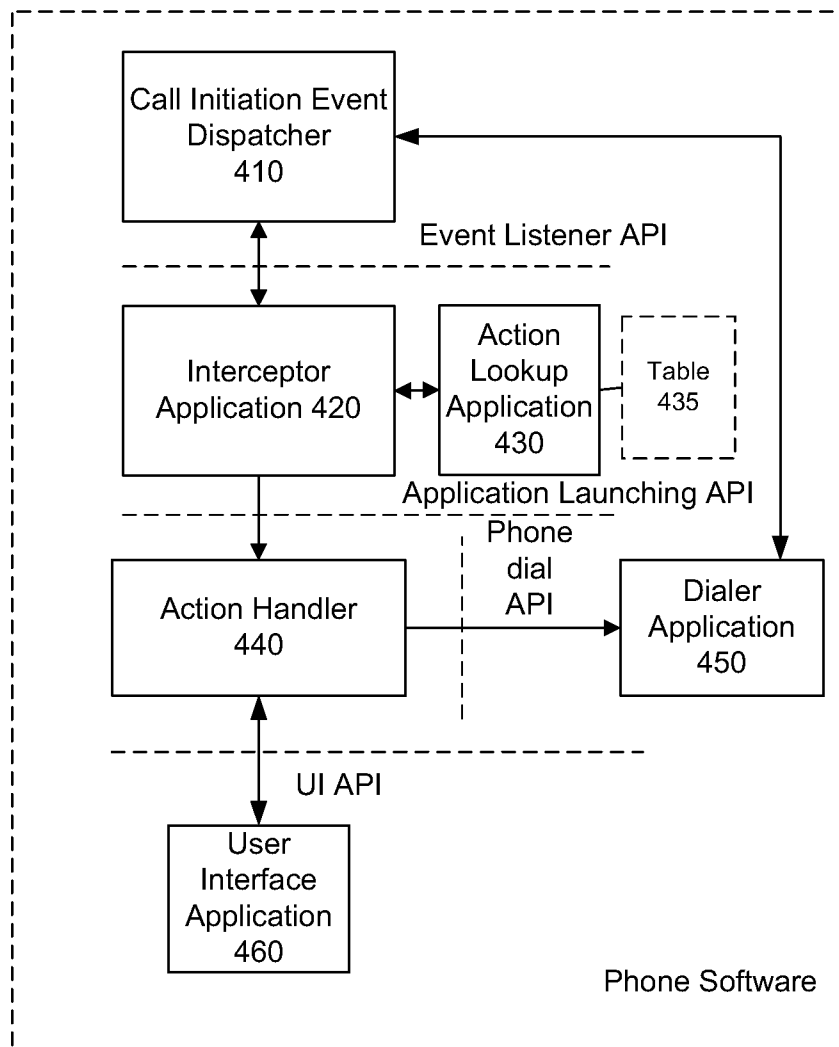 Call Initiation Event
Dispatcher
410
Event Listener API
Interceptor
Application 420
Action
Lookup
Application
430
Table
435
Application Launching API
Phone
dial
API
Action Handler
440
Dialer
Application
450
UI API
User
Interface
Application
460
Phone Software